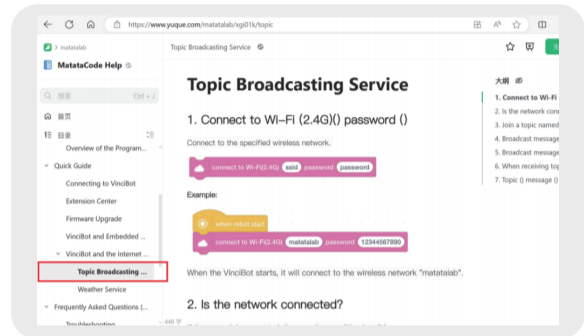 https://www.yuque.com/matatalab/xgi01k/topic
> matatalab
Topic Broadcasting Service
MatataCode Help
搜索
Ctrl + J
首页
目录
Overview of the Program...
Quick Guide
Connecting to VinciBot
Extension Center
Firmware Upgrade
VinciBot and Embedded ...
VinciBot and the Internet ...
Topic Broadcasting ...
Weather Service
Frequently Asked Questions (...
Troubleshooting
Topic Broadcasting Service
1. Connect to Wi-Fi (2.4G)() password ()
Connect to the specified wireless network.
connect to Wi-Fi(2.4G) ssid password password
Example:
when robot start
connect to Wi-Fi(2.4G) matatalab password 12344567890
When the VinciBot starts, it will connect to the wireless network "matatalab".
2. Is the network connected?
大纲
1. Connect to Wi-Fi
2. Is the network conn
3. Join a topic named
4. Broadcast message
5. Broadcast message
6. When receiving top
7. Topic () message ()